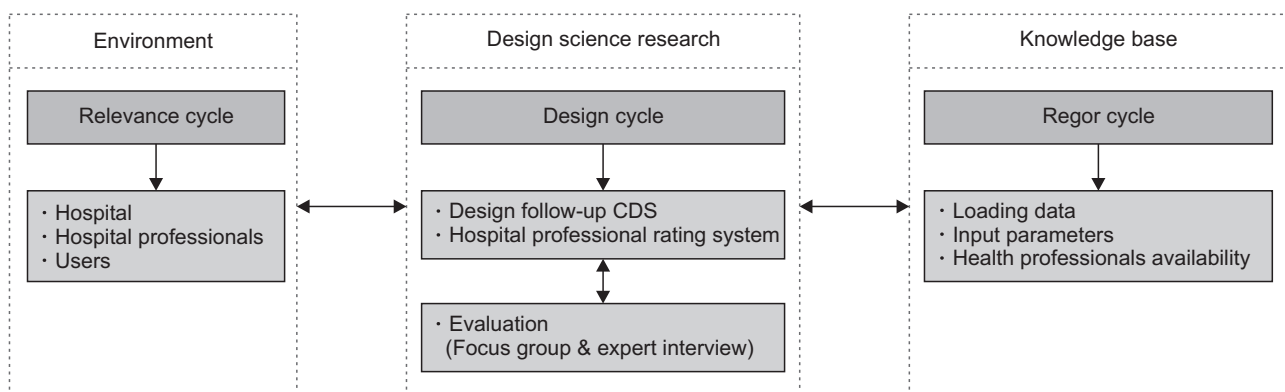 Environment
Relevance cycle
· Hospital
· Hospital professionals
· Users
Design science research
Design cycle
· Design follow-up CDS
· Hospital professional rating system
· Evaluation
(Focus group & expert interview)
Knowledge base
Regor cycle
· Loading data
· Input parameters
· Health professionals availability